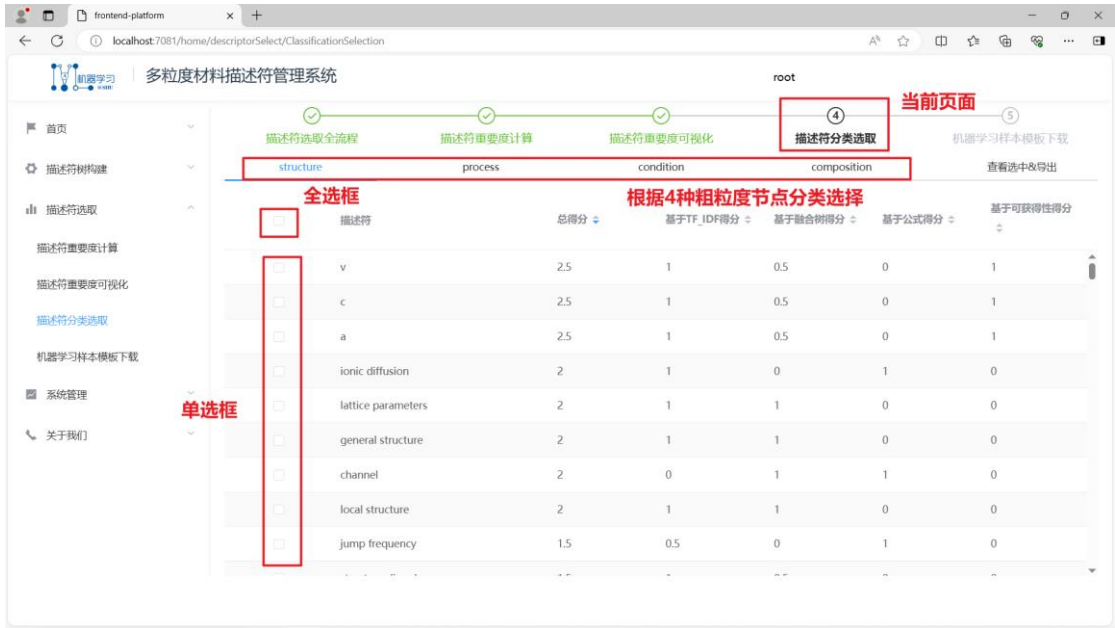 frontend-platform
localhost:7081/home/descriptorSelect/ClassificationSelection
机器学习
多粒度材料描述符管理系统
root
当前页面
首页
描述符树构建
描述符选取
描述符重要度计算
描述符重要度可视化
描述符分类选取
机器学习样本模板下载
系统管理
关于我们
描述符选取全流程
描述符重要度计算
描述符重要度可视化
4
描述符分类选取
5
机器学习样本模板下载
structure process condition composition 查看选中&导出
全选框
根据4种粗粒度节点分类选择
描述符 总得分 基于TF_IDF得分 基于融合树得分 基于公式得分 基于可获得性得分
v 2.5 1 0.5 0 1
c 2.5 1 0.5 0 1
a 2.5 1 0.5 0 1
ionic diffusion 2 1 0 1 0
lattice parameters 2 1 1 0 0
general structure 2 1 1 0 0
channel 2 0 1 1 0
local structure 2 1 1 0 0
jump frequency 1.5 0.5 0 1 0
单选框